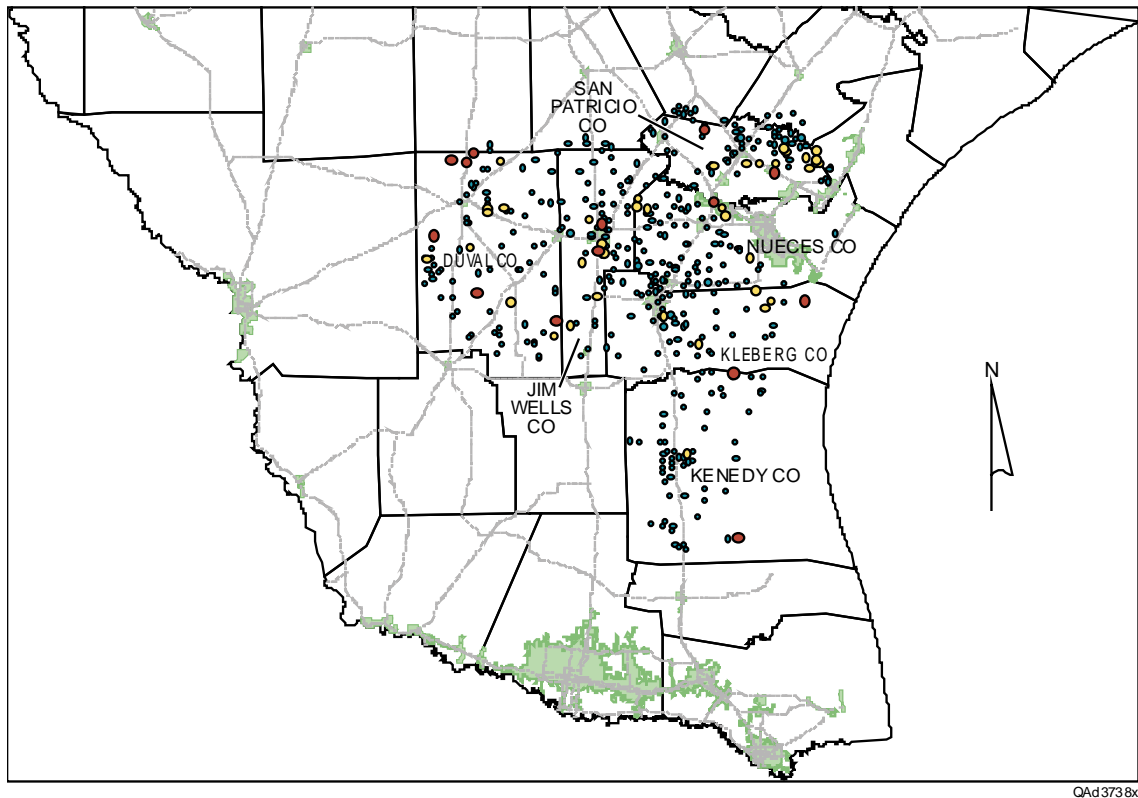 SAN
PATRICIO
CO
NUECES CO
DUVAL CO
KLEBERG CO
JIM
WELLS
CO
N
KENEDY CO
QAd3738x